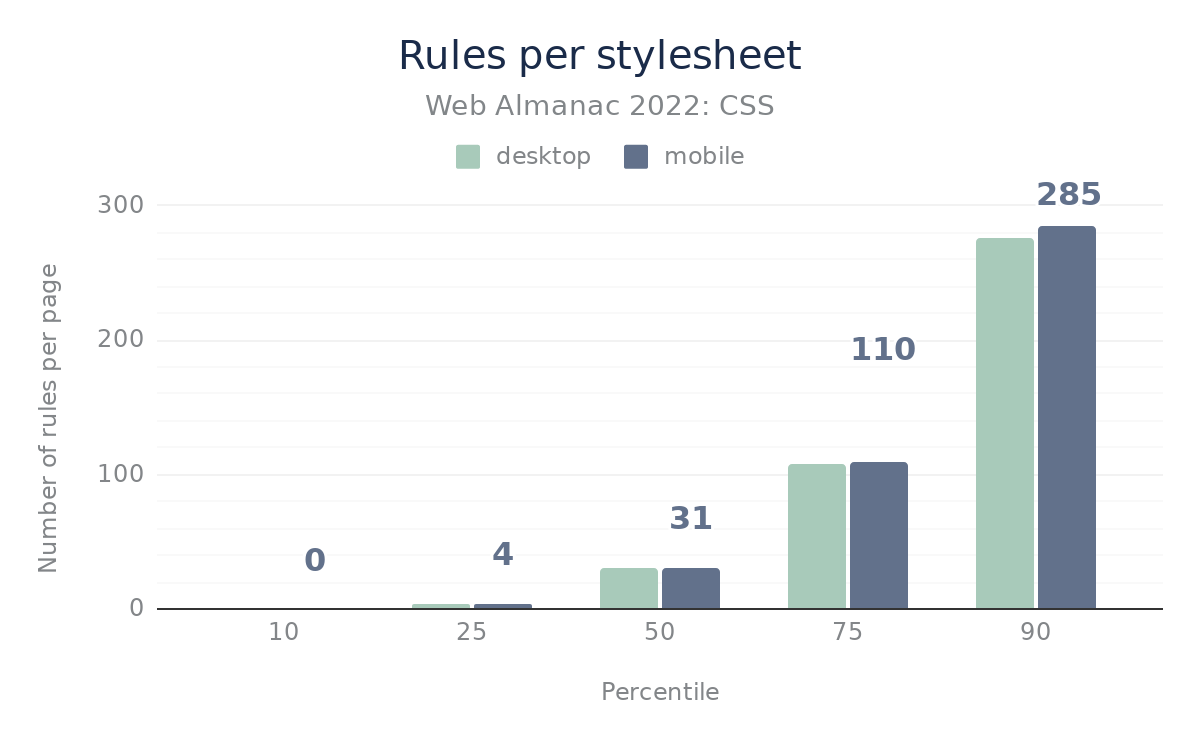 Rules per stylesheet
Web Almanac 2022: CSS
desktop mobile
Number of rules per page
300
200
100
0
0
4
31
110
285
10 25 50 75 90
Percentile